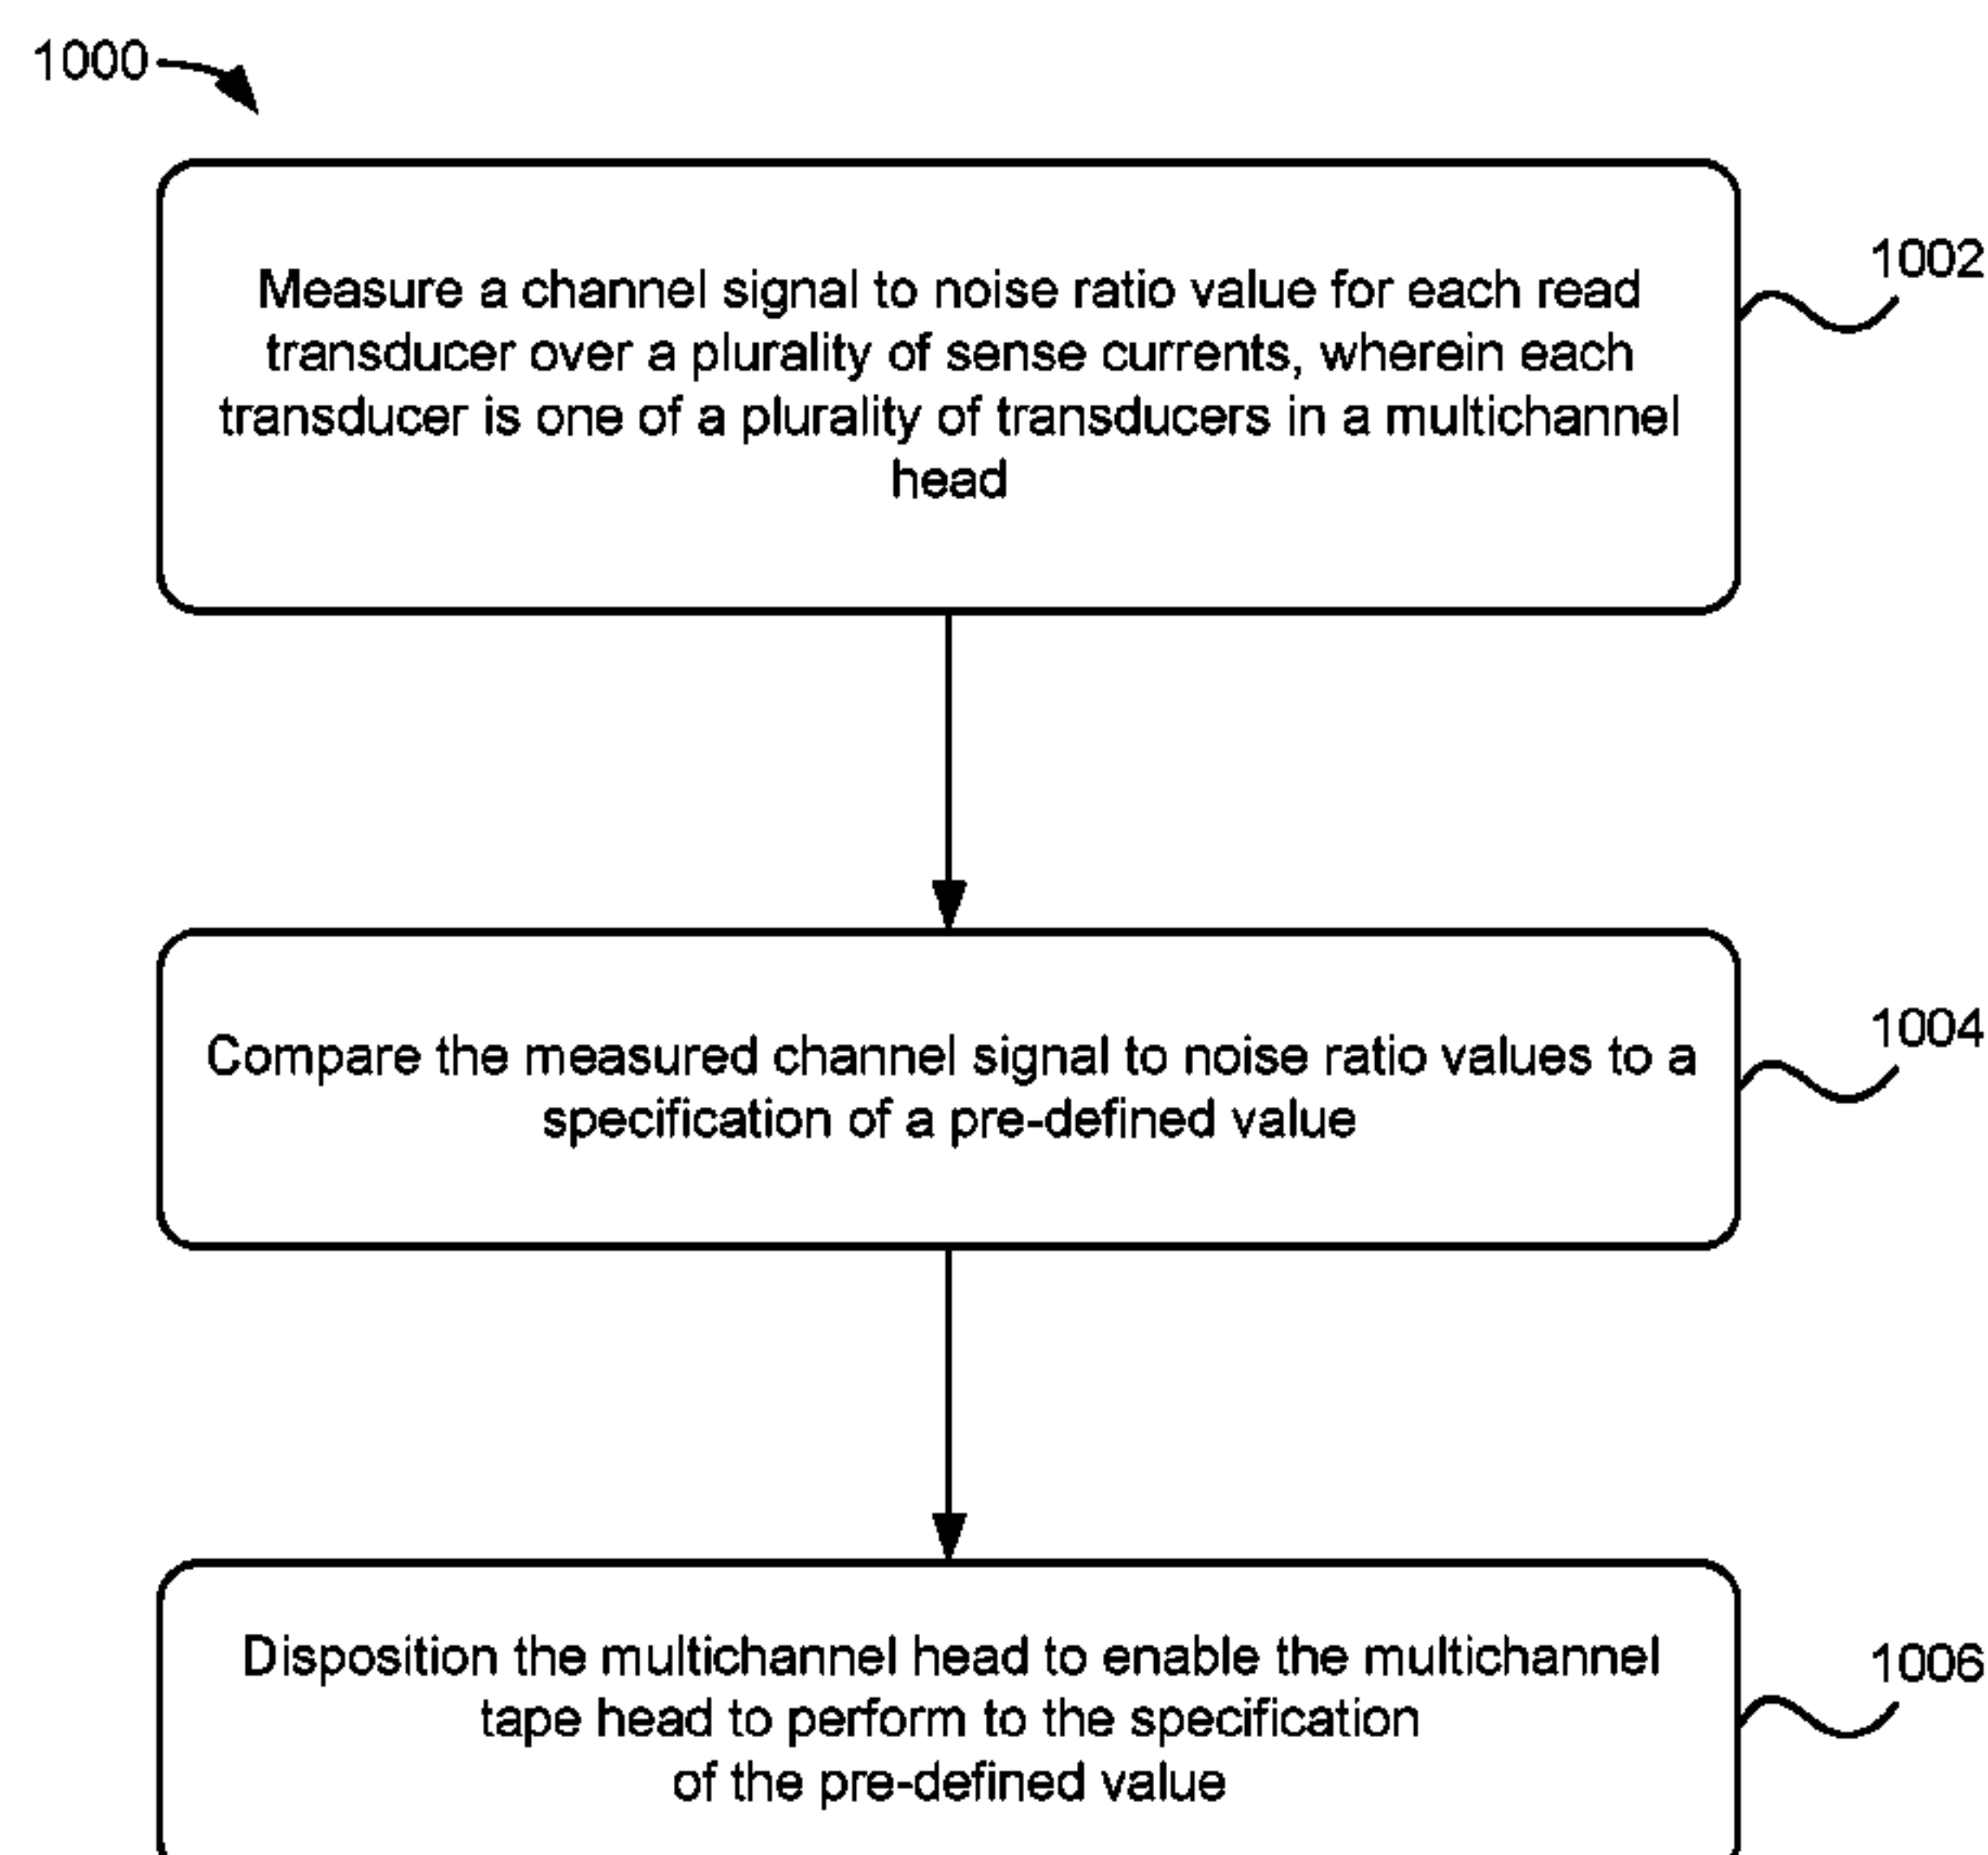 1000
Measure a channel signal to noise ratio value for each read
transducer over a plurality of sense currents, wherein each
transducer is one of a plurality of transducers in a multichannel
head
1002
Compare the measured channel signal to noise ratio values to a
specification of a pre-defined value
1004
Disposition the multichannel head to enable the multichannel
tape head to perform to the specification
of the pre-defined value
1006